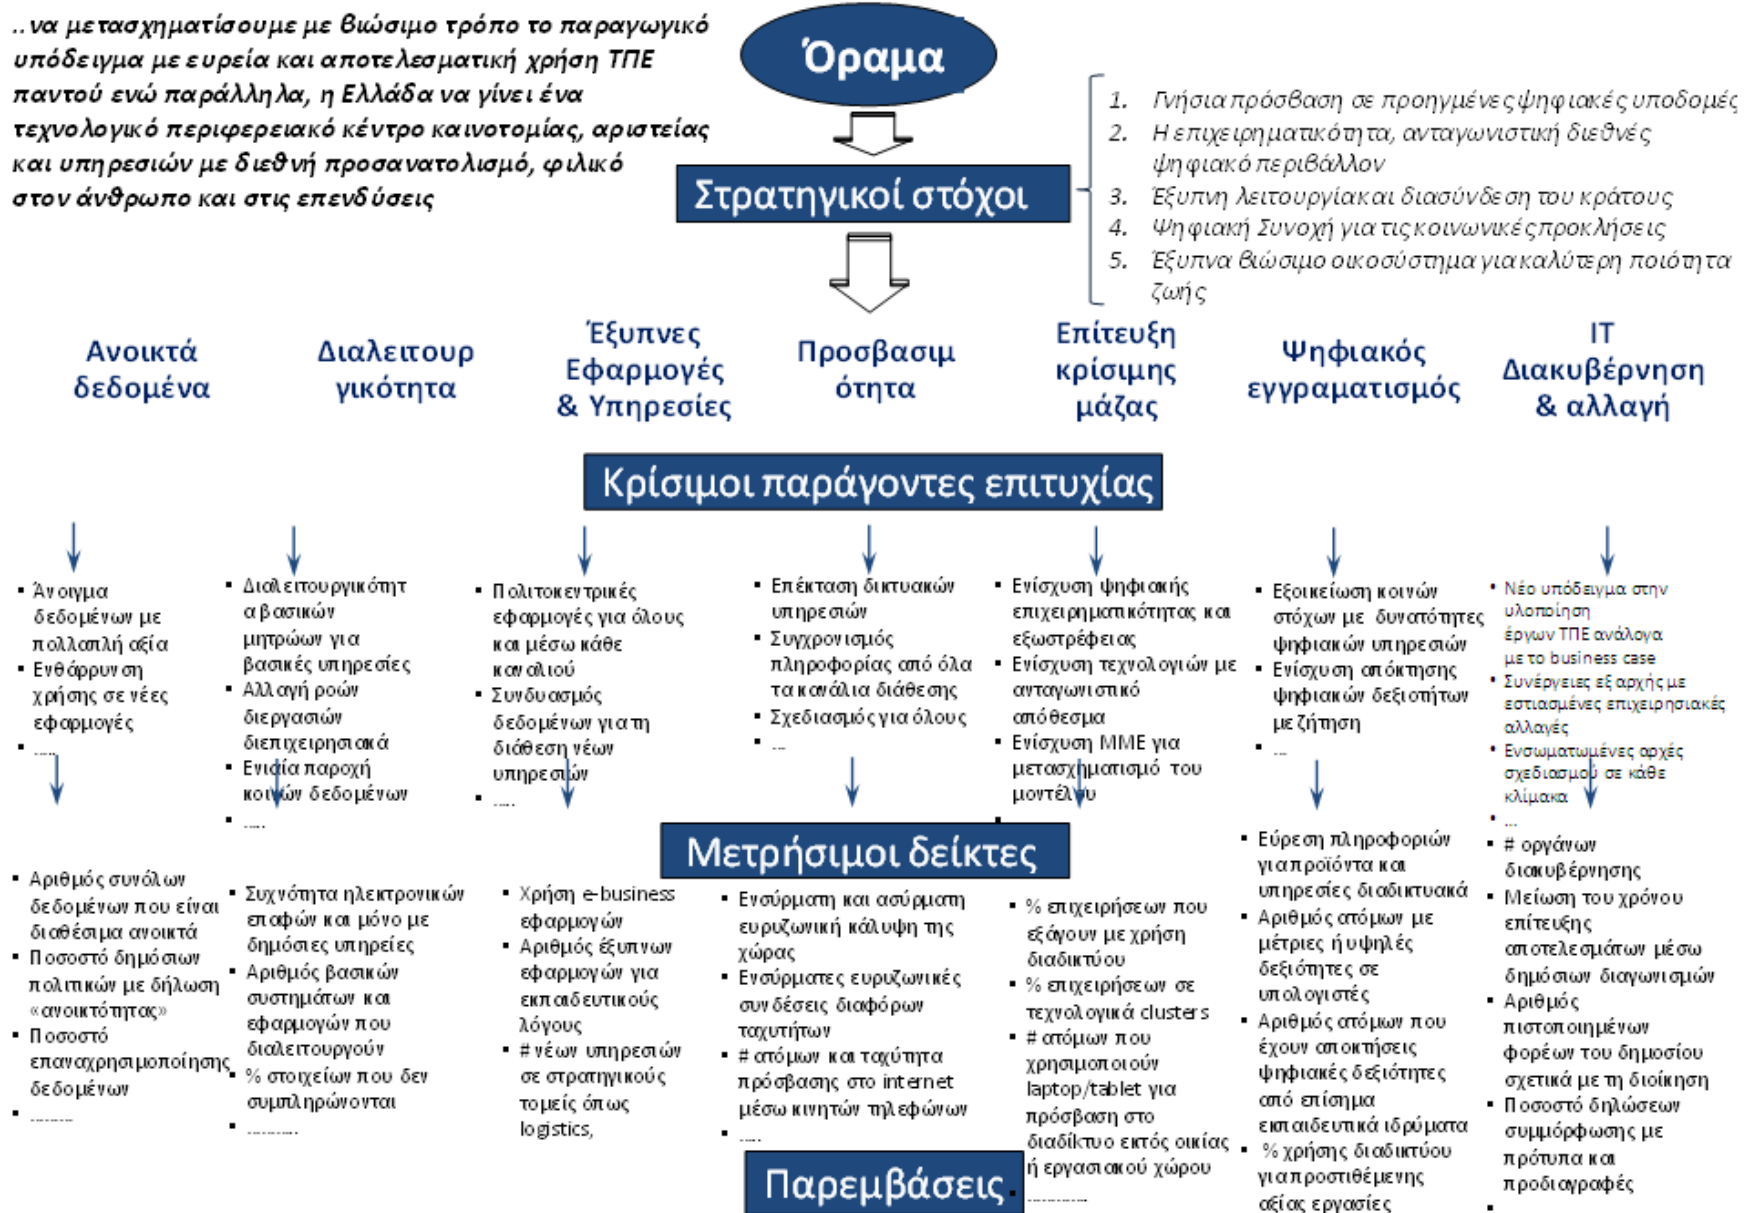 ..να μετασχηματίσουμε με βιώσιμο τρόπο το παραγωγικό
υπόδειγμα με ευρεία και αποτελεσματική χρήση ΤΠΕ
παντού ενώ παράλληλα, η Ελλάδα να γίνει ένα
τεχνολογικό περιφερειακό κέντρο καινοτομίας, αριστείας
και υπηρεσιών με διεθνή προσανατολισμό, φιλικό
στον άνθρωπο και στις επενδύσεις
Όραμα
Στρατηγικοί στόχοι
1. Γνήσια πρόσβαση σε προηγμένες ψηφιακές υποδομές
2. Η επιχειρηματικότητα, ανταγωνιστική διεθνές
ψηφιακό περιβάλλον
3. Έξυπνη λειτουργία και διασύνδεση του κράτους
4. Ψηφιακή Συνοχή για τις κοινωνικές προκλήσεις
5. Έξυπνα βιώσιμο οικοσύστημα για καλύτερη ποιότητα
ζωής
Ανοικτά
δεδομένα
Διαλειτουρ
γικότητα
Έξυπνες
Εφαρμογές
& Υπηρεσίες
Προσβασιμ
ότητα
Επίτευξη
κρίσιμης
μάζας
Ψηφιακός
εγγραματισμός
IT
Διακυβέρνηση
& αλλαγή
Κρίσιμοι παράγοντες επιτυχίας
▪ Άνοιγμα
δεδομένων με
πολλαπλή αξία
▪ Ενθάρρυνση
χρήσης σε νέες
εφαρμογές
▪ .....
▪ Διαλειτουργικότητ
α βασικών
μητρώων για
βασικές υπηρεσίες
▪ Αλλαγή ροών
διεργασιών
διεπιχειρησιακά
▪ Ενιαία παροχή
κοινών δεδομένων
▪ .....
▪ Πολιτοκεντρικές
εφαρμογές για όλους
και μέσω κάθε
καναλιού
▪ Συνδυασμός
δεδομένων για τη
διάθεση νέων
υπηρεσιών
▪ .....
▪ Επέκταση δικτυακών
υπηρεσιών
▪ Συγχρονισμός
πληροφορίας από όλα
τα κανάλια διάθεσης
▪ Σχεδιασμός για όλους
▪ ...
▪ Ενίσχυση ψηφιακής
επιχειρηματικότητας και
εξωστρέφειας
▪ Ενίσχυση τεχνολογιών με
ανταγωνιστικό
απόθεσμα
▪ Ενίσχυση ΜΜΕ για
μετασχηματισμό του
μοντέλου
▪ Εξοικείωση κοινών
στόχων με δυνατότητες
ψηφιακών υπηρεσιών
▪ Ενίσχυση απόκτησης
ψηφιακών δεξιοτήτων
με ζήτηση
▪ ...
• Νέο υπόδειγμα στην
υλοποίηση
έργων ΤΠΕ ανάλογα
με το business case
• Συνέργειες εξ αρχής με
εστιασμένες επιχειρησιακές
αλλαγές
• Ενσωματωμένες αρχές
σχεδιασμού σε κάθε
κλίμακα
• ...
Μετρήσιμοι δείκτες
▪ Αριθμός συνόλων
δεδομένων που είναι
διαθέσιμα ανοικτά
▪ Ποσοστό δημόσιων
πολιτικών με δήλωση
«ανοικτότητας»
▪ Ποσοστό
επαναχρησιμοποίησης
δεδομένων
▪ .........
▪ Συχνότητα ηλεκτρονικών
επαφών και μόνο με
δημόσιες υπηρείες
▪ Αριθμός βασικών
συστημάτων και
εφαρμογών που
διαλειτουργούν
▪ % στοιχείων που δεν
συμπληρώνονται
▪ .........
▪ Χρήση e-business
εφαρμογών
▪ Αριθμός έξυπνων
εφαρμογών για
εκπαιδευτικούς
λόγους
▪ # νέων υπηρεσιών
σε στρατηγικούς
τομείς όπως
logistics,
▪ Ενσύρματη και ασύρματη
ευρυζωνική κάλυψη της
χώρας
▪ Ενσύρματες ευρυζωνικές
συνδέσεις διαφόρων
ταχυτήτων
▪ # ατόμων και ταχύτητα
πρόσβασης στο internet
μέσω κινητών τηλεφώνων
▪ ....
▪ % επιχειρήσεων που
εξάγουν με χρήση
διαδικτύου
▪ % επιχειρήσεων σε
τεχνολογικά clusters
▪ # ατόμων που
χρησιμοποιούν
laptop/tablet για
πρόσβαση στο
διαδίκτυο εκτός οικίας
ή εργασιακού χώρου
▪ ............
▪ Εύρεση πληροφοριών
για προϊόντα και
υπηρεσίες διαδικτυακά
▪ Αριθμός ατόμων με
μέτριες ή υψηλές
δεξιότητες σε
υπολογιστές
▪ Αριθμός ατόμων που
έχουν αποκτήσεις
ψηφιακές δεξιότητες
από επίσημα
εκπαιδευτικά ιδρύματα
▪ % χρήσης διαδικτύου
για προστιθέμενης
αξίας εργασίες
▪ # οργάνων
διακυβέρνησης
▪ Μείωση του χρόνου
επίτευξης
αποτελεσμάτων μέσω
δημόσιων διαγωνισμών
▪ Αριθμός
πιστοποιημένων
φορέων του δημοσίου
σχετικά με τη διοίκηση
▪ Ποσοστό δηλώσεων
συμμόρφωσης με
πρότυπα και
προδιαγραφές
Παρεμβάσεις